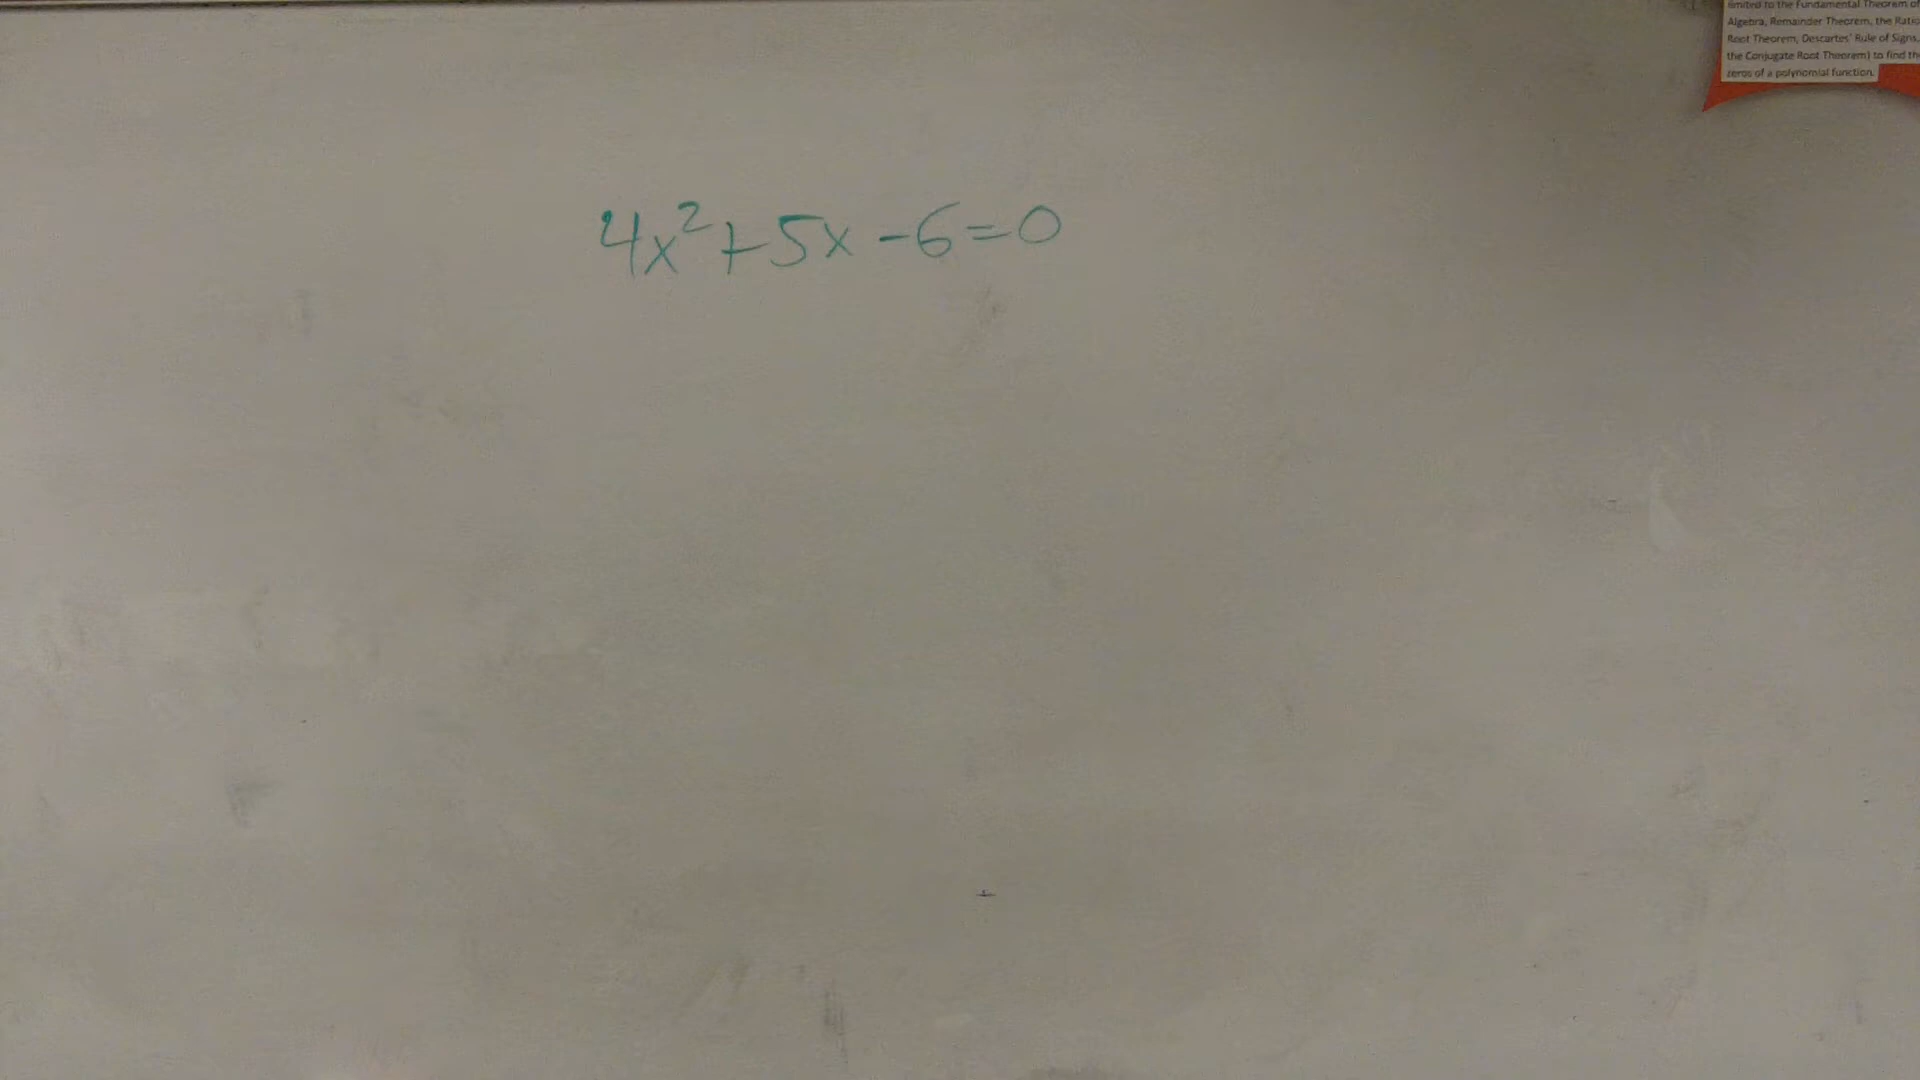 limited to the Fundamental Theorem of
Algebra, Remainder Theorem, the Ratio
Root Theorem, Descartes' Rule of Signs,
the Conjugate Root Theorem) to find th
zeros of a polynomial function.
4x²+5x-6=0